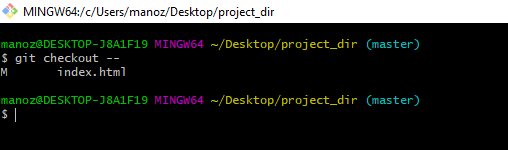 MINGW64:/c/Users/manoz/Desktop/project_dir
manoz@DESKTOP-J8A1F19 MINGW64 ~/Desktop/project_dir (master)
$ git checkout --
M       index.html
manoz@DESKTOP-J8A1F19 MINGW64 ~/Desktop/project_dir (master)
$